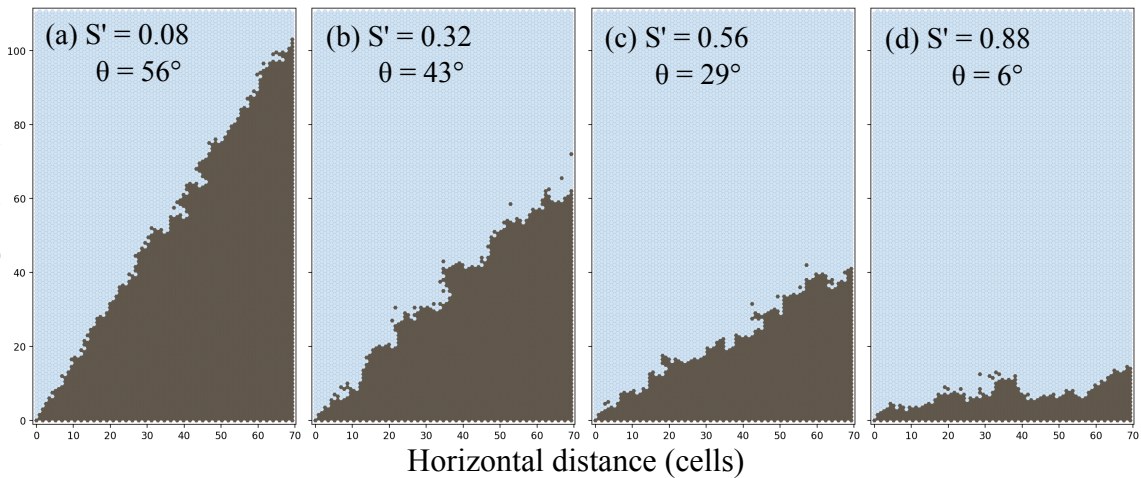 (a) S' = 0.08
θ = 56°
(b) S' = 0.32
θ = 43°
(c) S' = 0.56
θ = 29°
(d) S' = 0.88
θ = 6°
100
80
60
40
20
0
0 10 20 30 40 50 60 70
0 10 20 30 40 50 60 70
0 10 20 30 40 50 60 70
0 10 20 30 40 50 60 70
Horizontal distance (cells)